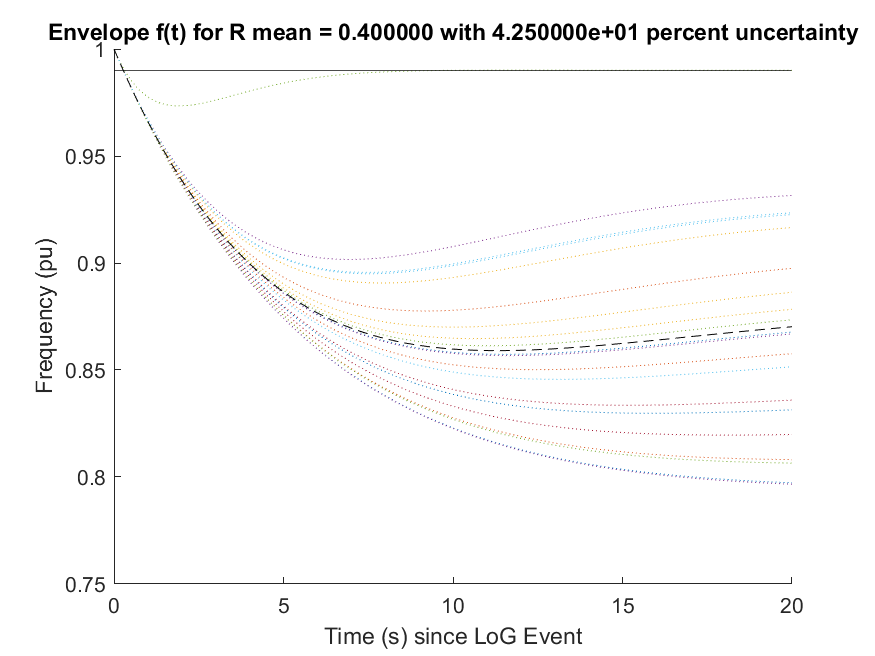 Envelope f(t) for R mean = 0.400000 with 4.250000e+01 percent uncertainty
1
0.95
0.9
0.85
0.8
0.75
Frequency (pu)
0 5 10 15 20
Time (s) since LoG Event